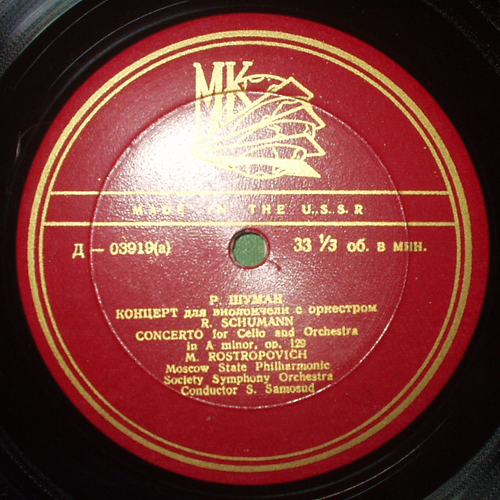 МК
MADE IN THE U.S.S.R
Д — 03919(а) 33 ⅓ об. в мин.
Р. ШУМАН
КОНЦЕРТ для виолончели с оркестром
R. SCHUMANN
CONCERTO for Cello and Orchestra
in A minor, op. 129
M. ROSTROPOVICH
Moscow State Philharmonic
Society Symphony Orchestra
Conductor S. Samosud